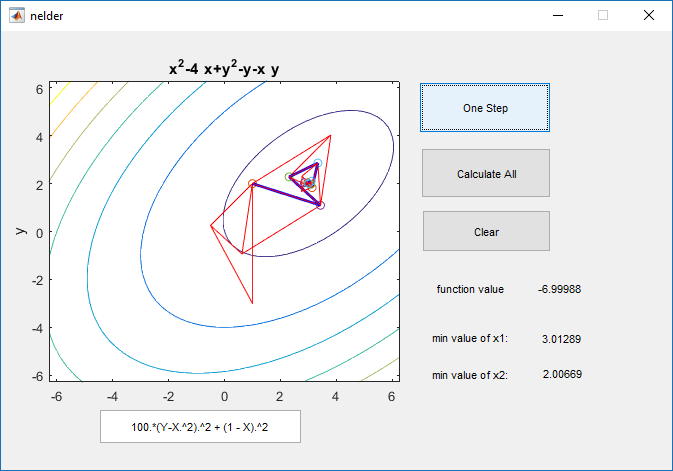 nelder
x²-4 x+y²-y-x y
One Step
Calculate All
Clear
function value -6.99988
min value of x1: 3.01289
min value of x2: 2.00669
y
6
4
2
0
-2
-4
-6
-6 -4 -2 0 2 4 6
100.*(Y-X.^2).^2 + (1 - X).^2